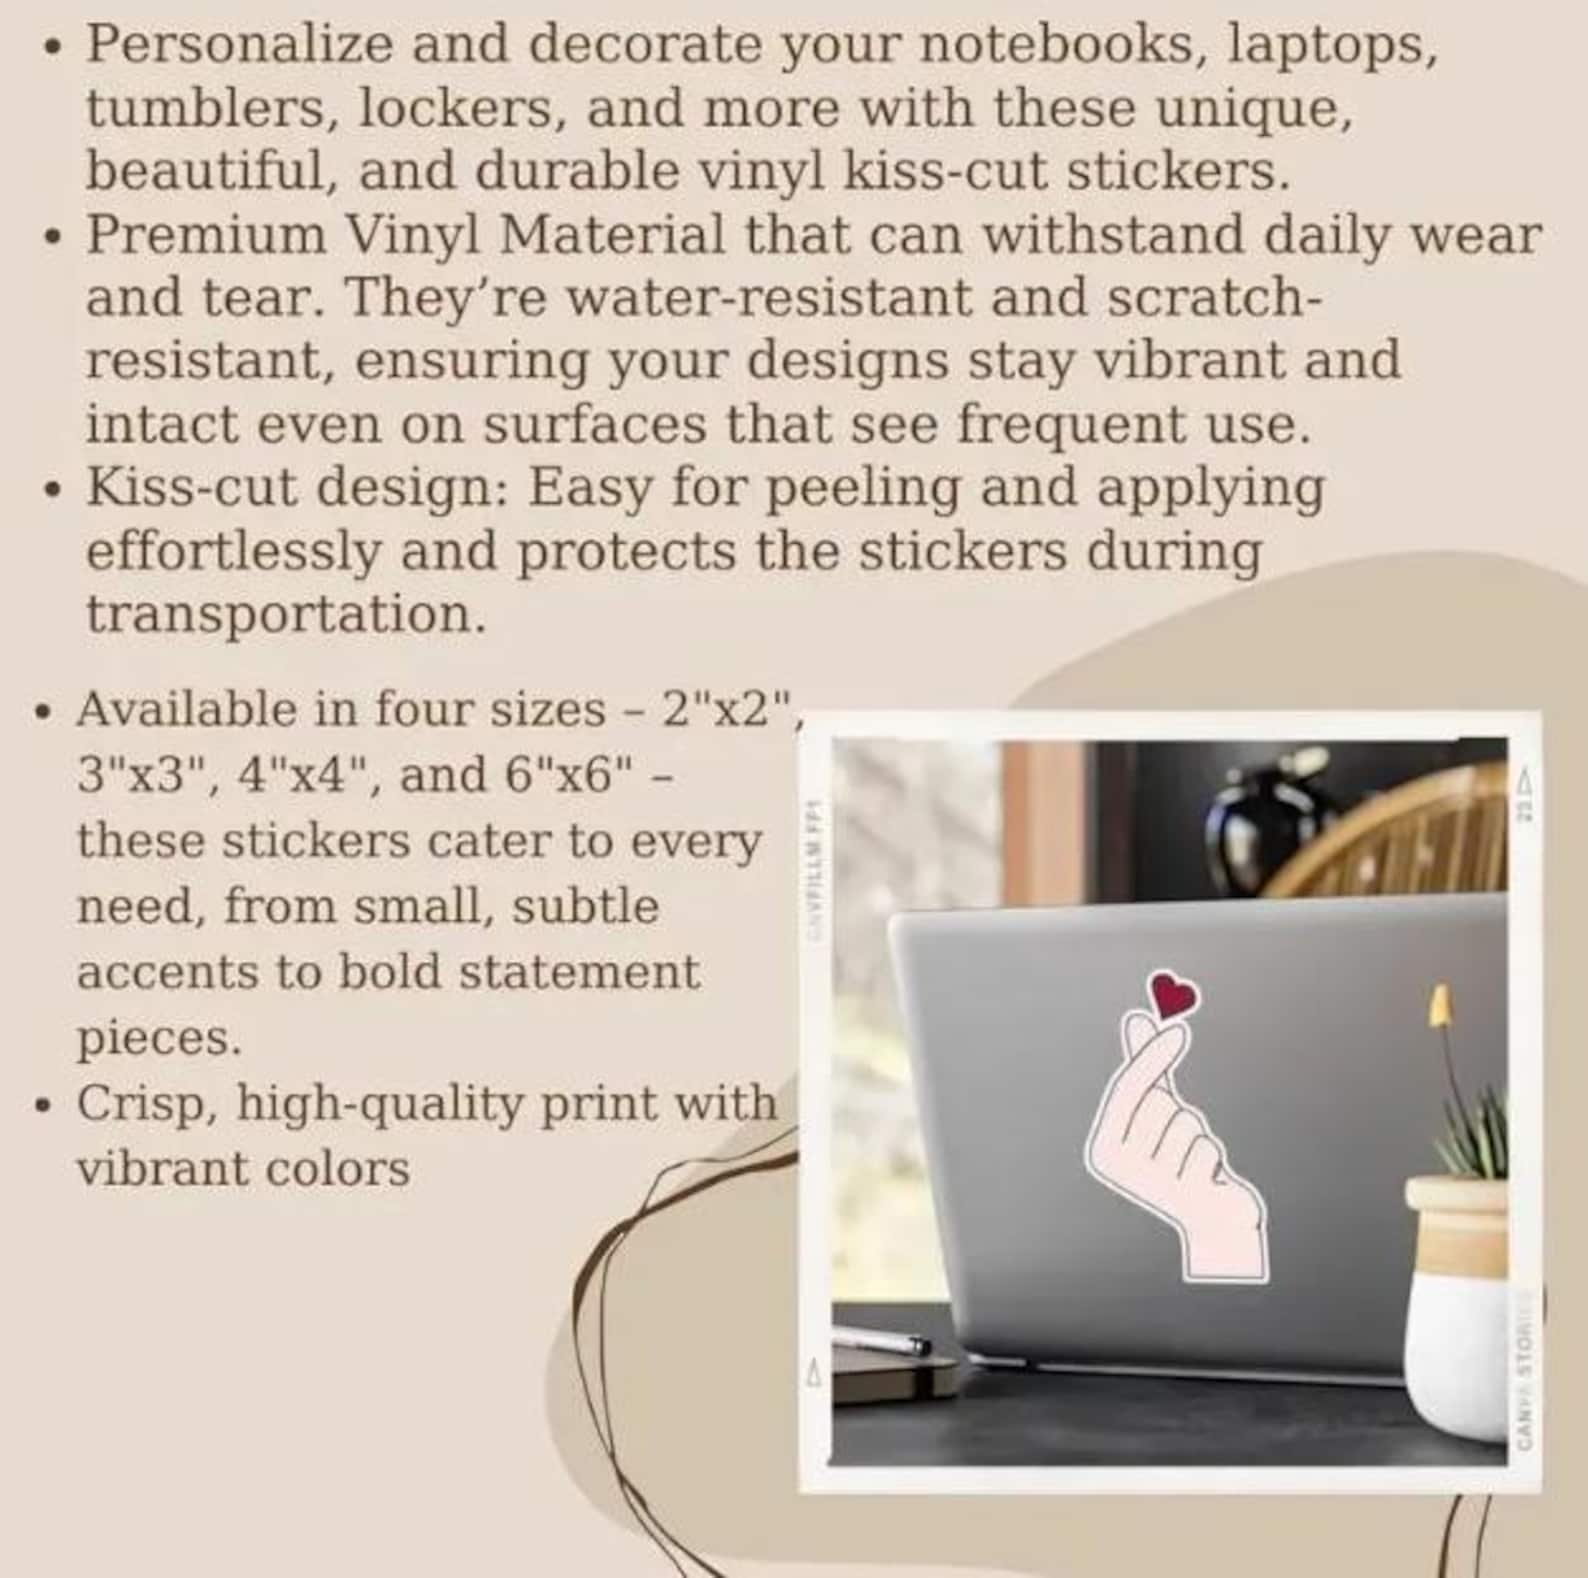 • Personalize and decorate your notebooks, laptops,
tumblers, lockers, and more with these unique,
beautiful, and durable vinyl kiss-cut stickers.
• Premium Vinyl Material that can withstand daily wear
and tear. They’re water-resistant and scratch-
resistant, ensuring your designs stay vibrant and
intact even on surfaces that see frequent use.
• Kiss-cut design: Easy for peeling and applying
effortlessly and protects the stickers during
transportation.
• Available in four sizes – 2"x2",
3"x3", 4"x4", and 6"x6" –
these stickers cater to every
need, from small, subtle
accents to bold statement
pieces.
• Crisp, high-quality print with
vibrant colors
23
CANVA STORIES